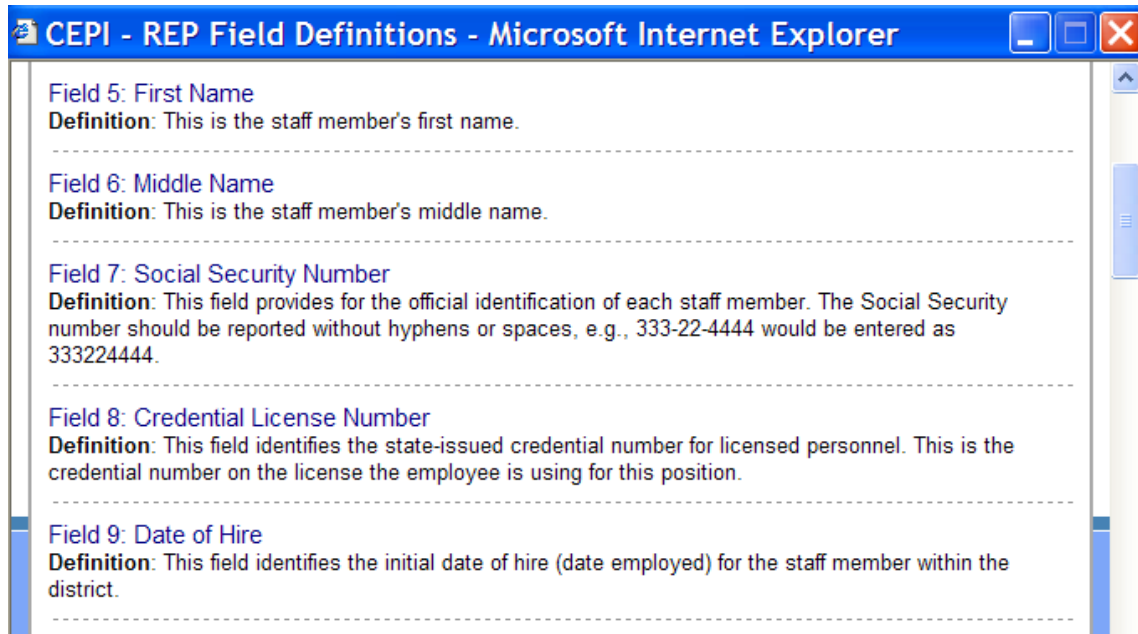 CEPI - REP Field Definitions - Microsoft Internet Explorer
Field 5: First Name
Definition: This is the staff member's first name.
Field 6: Middle Name
Definition: This is the staff member's middle name.
Field 7: Social Security Number
Definition: This field provides for the official identification of each staff member. The Social Security
number should be reported without hyphens or spaces, e.g., 333-22-4444 would be entered as
333224444.
Field 8: Credential License Number
Definition: This field identifies the state-issued credential number for licensed personnel. This is the
credential number on the license the employee is using for this position.
Field 9: Date of Hire
Definition: This field identifies the initial date of hire (date employed) for the staff member within the
district.